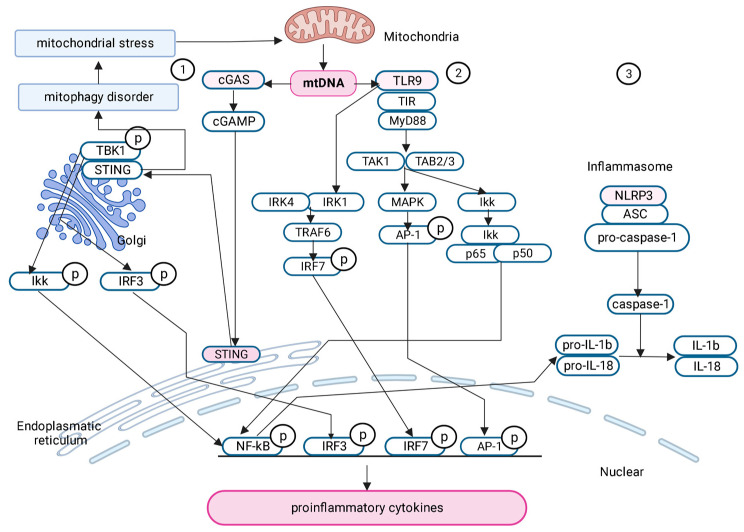 mitochondrial stress
Mitochondria
1
cGAS
mtDNA
TLR9
2
3
mitophagy disorder
TIR
cGAMP
MyD88
p
TBK1
STING
TAK1
TAB2/3
Inflammasome
NLRP3
IRK4
IRK1
MAPK
Ikk
ASC
Golgi
TRAF6
AP-1
p
Ikk
pro-caspase-1
p65
p50
IRF7
p
Ikk
p
IRF3
p
caspase-1
STING
pro-IL-1b
IL-1b
pro-IL-18
IL-18
Endoplasmatic
reticulum
NF-kB
p
IRF3
p
IRF7
p
AP-1
p
Nuclear
proinflammatory cytokines